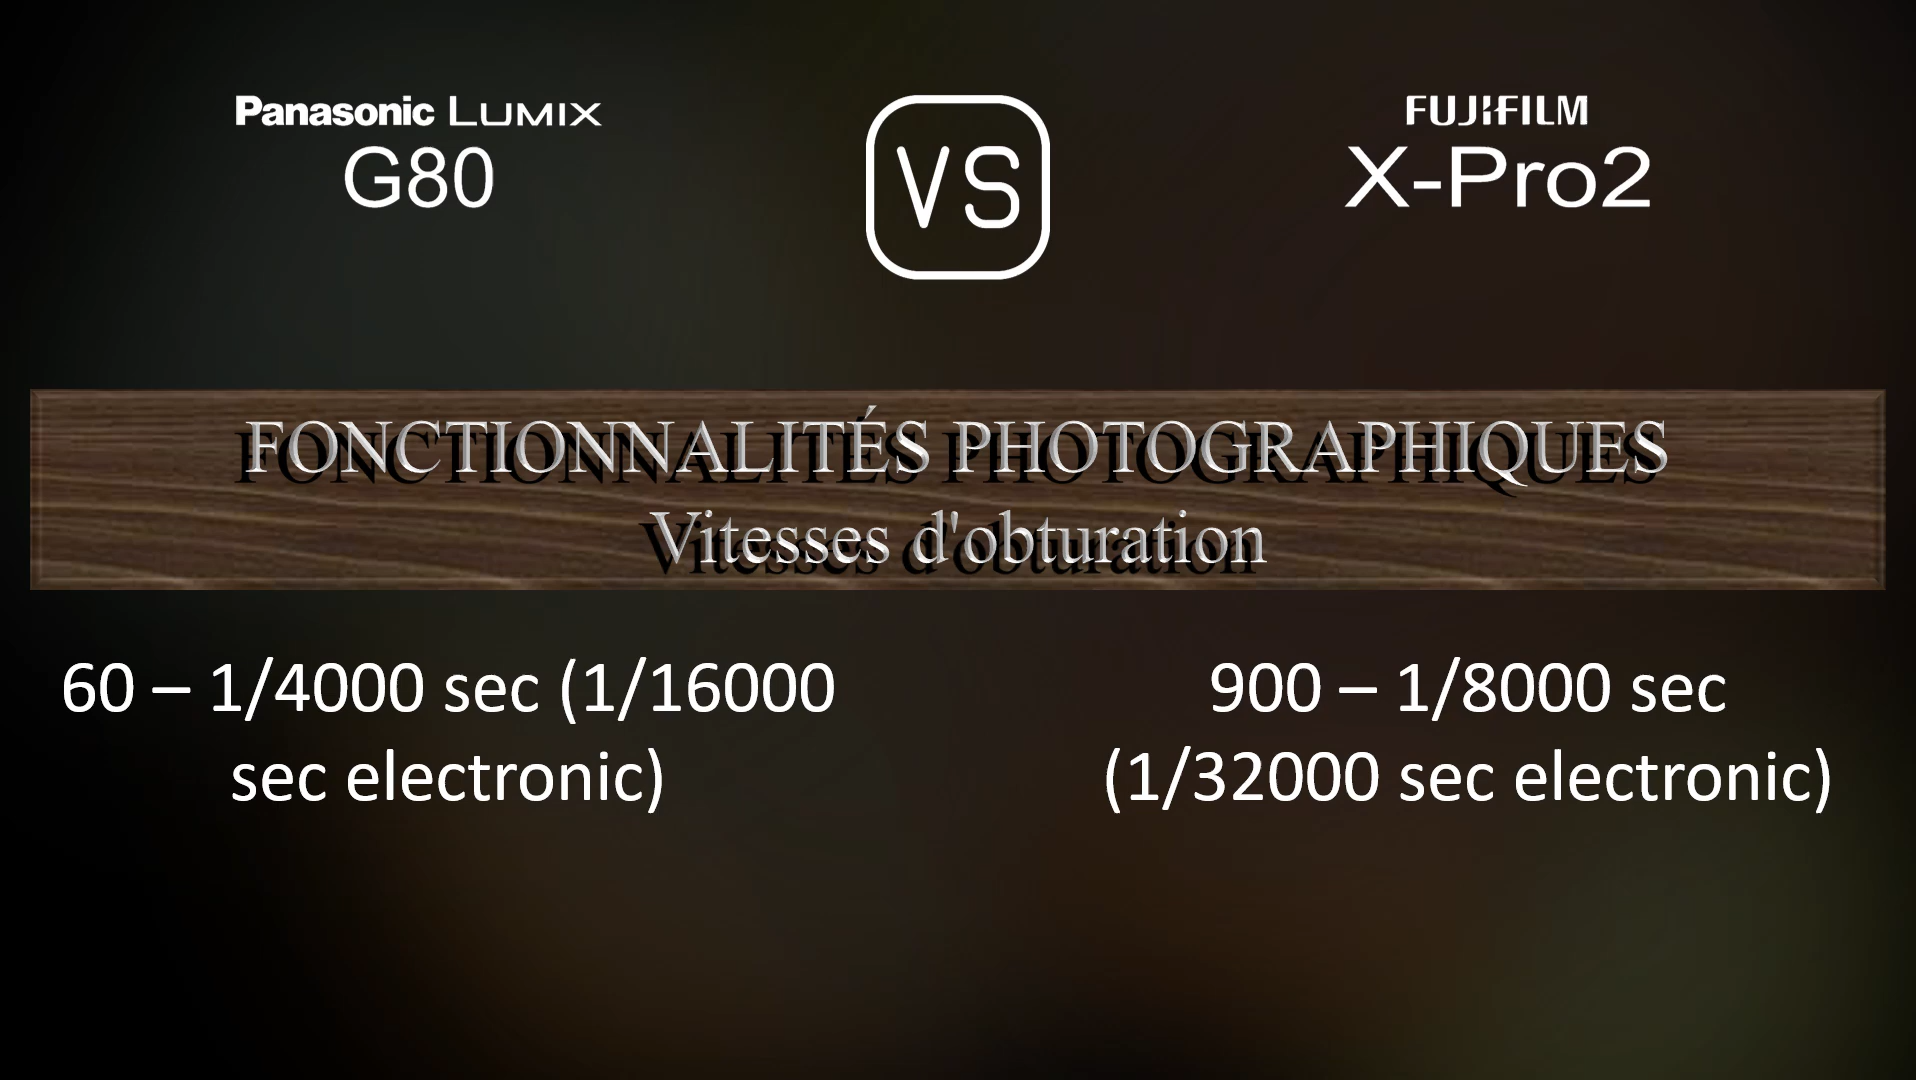 Panasonic LUMIX
G80
VS
FUJIFILM
X-Pro2
FONCTIONNALITÉS PHOTOGRAPHIQUES
Vitesses d'obturation
60 – 1/4000 sec (1/16000
sec electronic)
900 – 1/8000 sec
(1/32000 sec electronic)